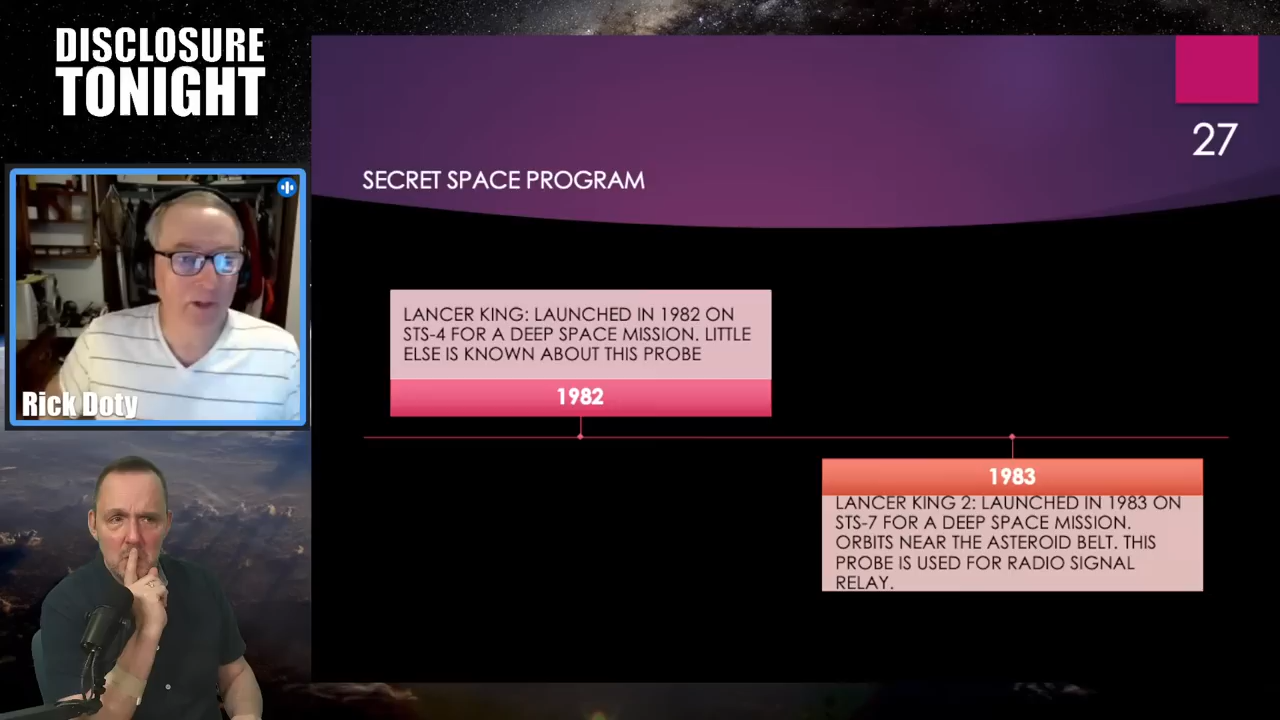 DISCLOSURE
TONIGHT
Rick Doty
27
SECRET SPACE PROGRAM
LANCER KING: LAUNCHED IN 1982 ON
STS-4 FOR A DEEP SPACE MISSION. LITTLE
ELSE IS KNOWN ABOUT THIS PROBE
1982
1983
LANCER KING 2: LAUNCHED IN 1983 ON
STS-7 FOR A DEEP SPACE MISSION.
ORBITS NEAR THE ASTEROID BELT. THIS
PROBE IS USED FOR RADIO SIGNAL
RELAY.